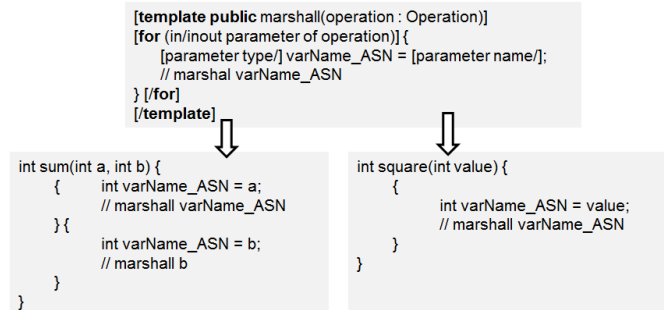 [template public marshall(operation : Operation)]
[for (in/inout parameter of operation)] {
[parameter type/] varName_ASN = [parameter name/];
// marshal varName_ASN
} [/for]
[/template]
int sum(int a, int b) {
{ int varName_ASN = a;
// marshall varName_ASN
} {
int varName_ASN = b;
// marshall b
}
}
int square(int value) {
{
int varName_ASN = value;
// marshall varName_ASN
}
}